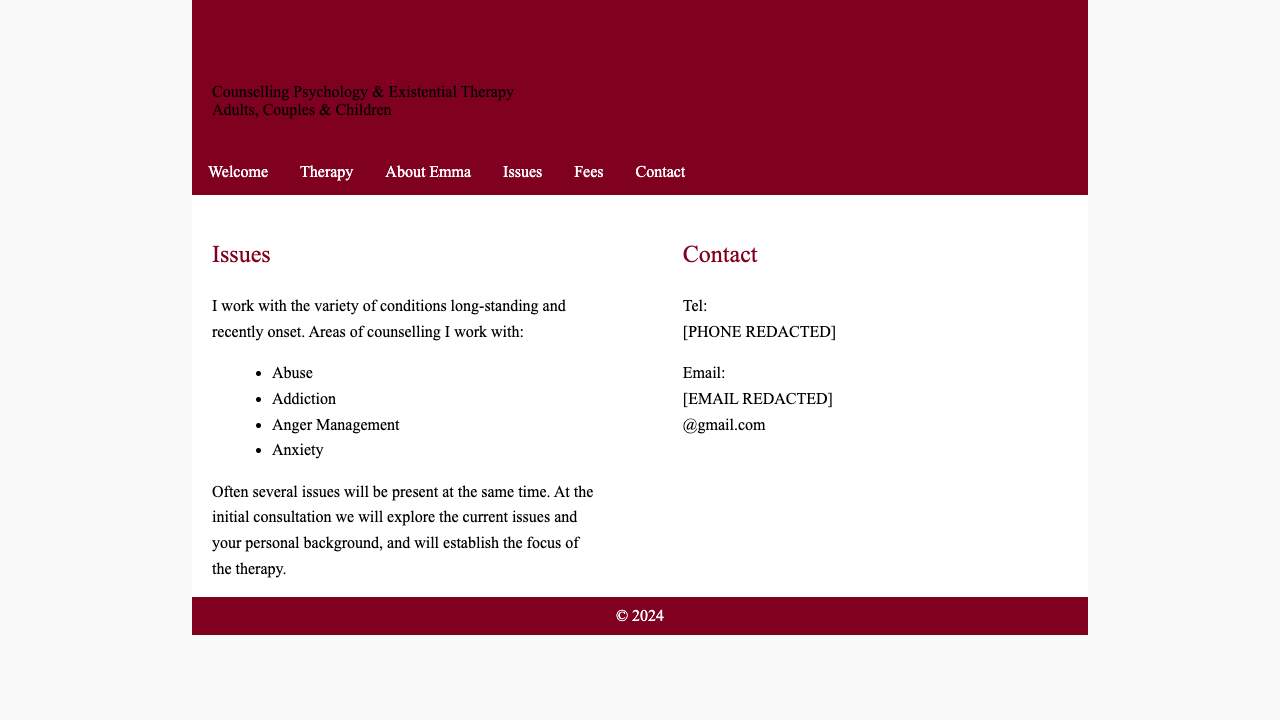 Counselling Psychology & Existential Therapy
Adults, Couples & Children
Welcome Therapy About Emma Issues Fees Contact
Issues
I work with the variety of conditions long-standing and
recently onset. Areas of counselling I work with:
• Abuse
• Addiction
• Anger Management
• Anxiety
Often several issues will be present at the same time. At the
initial consultation we will explore the current issues and
your personal background, and will establish the focus of
the therapy.
Contact
Tel:
[PHONE REDACTED]
Email:
[EMAIL REDACTED]
@gmail.com
© 2024